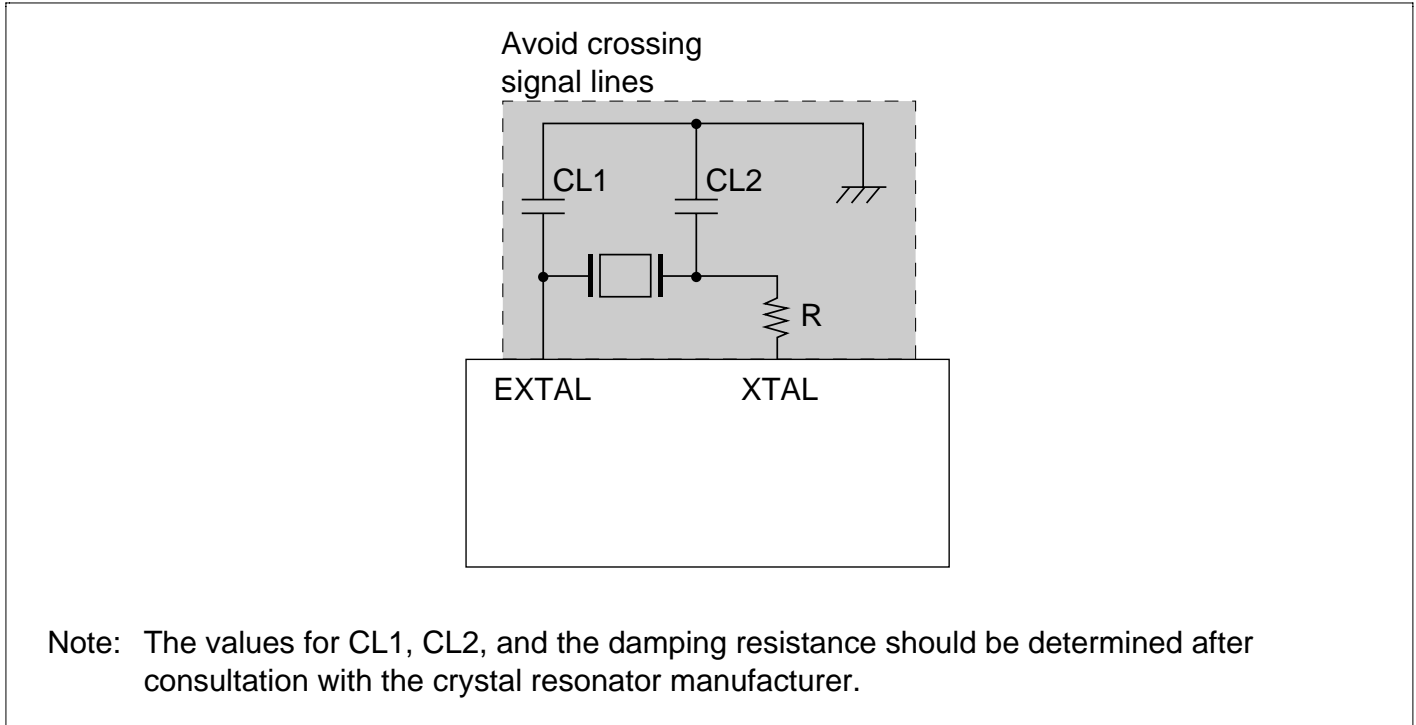 Avoid crossing
signal lines
CL1
CL2
R
EXTAL
XTAL
Note: The values for CL1, CL2, and the damping resistance should be determined after
consultation with the crystal resonator manufacturer.